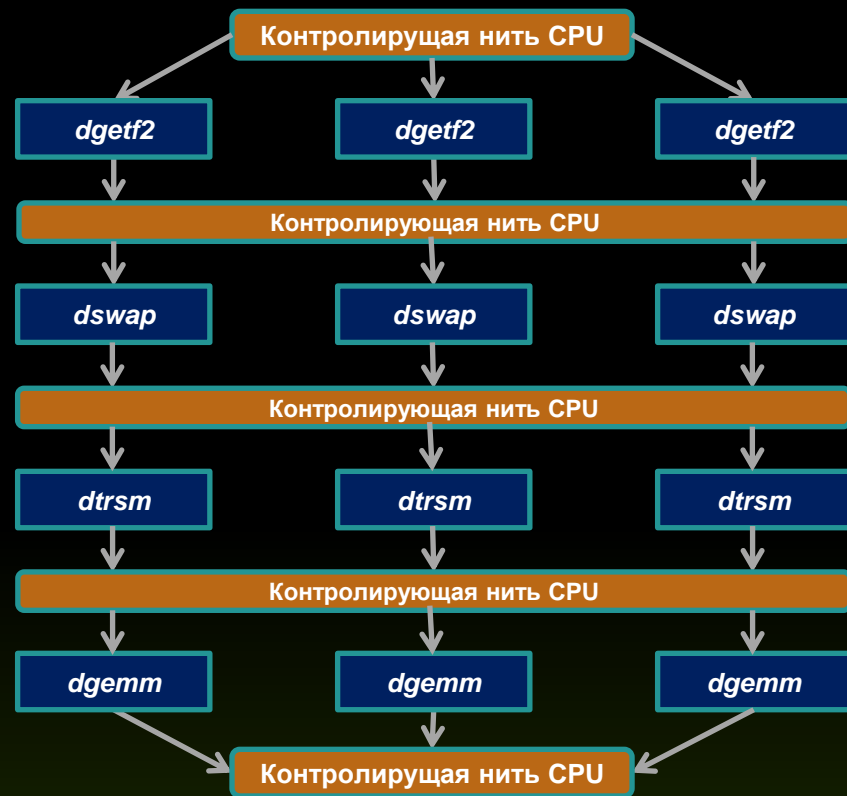 Контролирущая нить CPU
dgetf2 dgetf2 dgetf2
Контролирующая нить CPU
dswap dswap dswap
Контролирующая нить CPU
dtrsm dtrsm dtrsm
Контролирующая нить CPU
dgemm dgemm dgemm
Контролирущая нить CPU